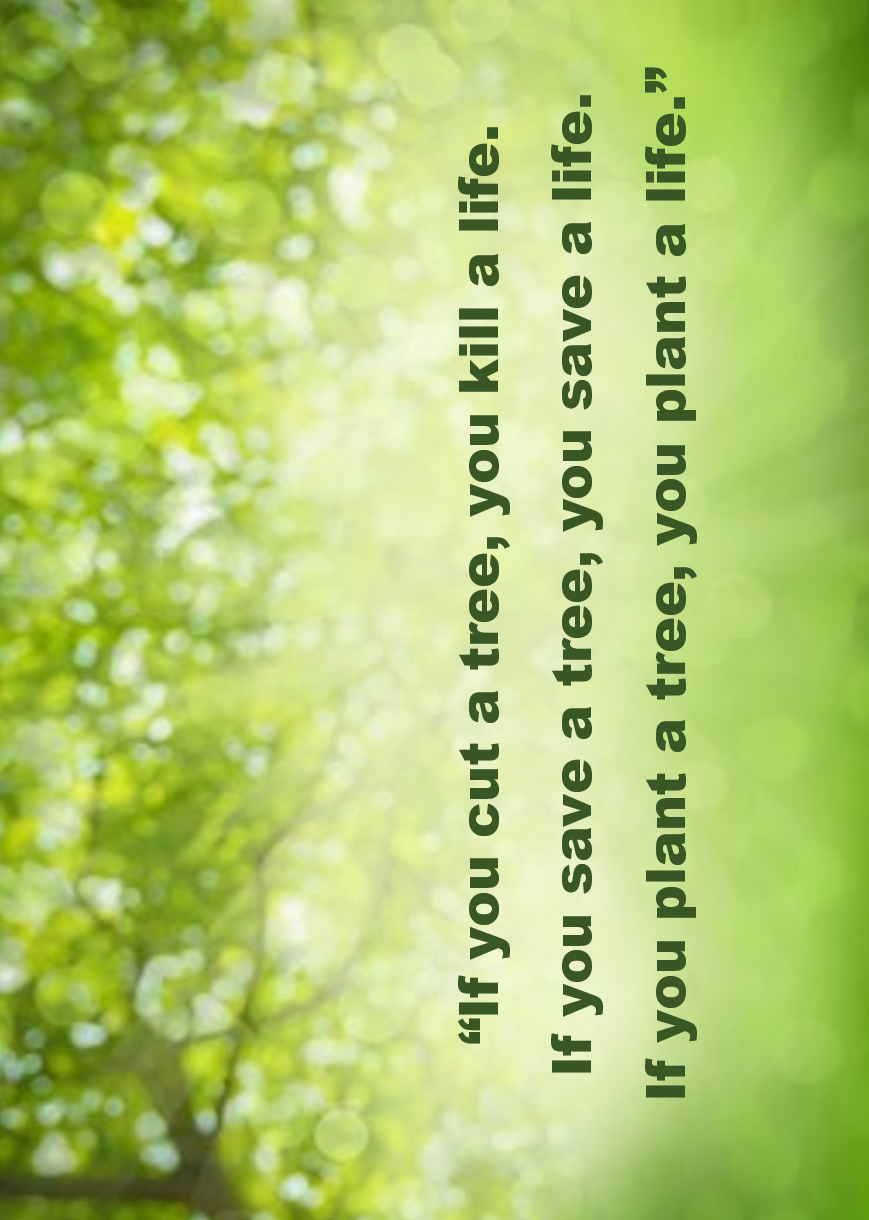 “If you cut a tree, you kill a life.
If you save a tree, you save a life.
If you plant a tree, you plant a life.”